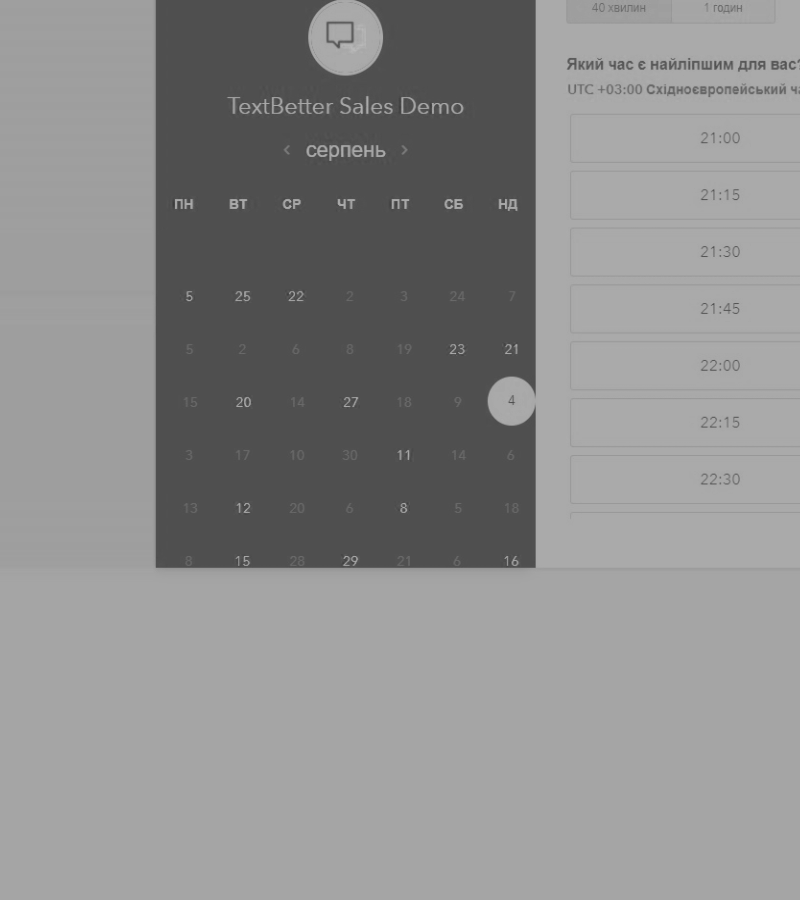 TextBetter Sales Demo
‹ серпень ›
ПН ВТ СР ЧТ ПТ СБ НД
5 25 22 2 3 24 7
5 2 6 8 19 23 21
15 20 14 27 18 9 4
3 17 10 30 11 14 6
13 12 20 6 8 5 18
8 15 28 29 21 6 16
40 хвилин 1 годин
Який час є найліпшим для вас?
UTC +03:00 Східноєвропейський ча
21:00
21:15
21:30
21:45
22:00
22:15
22:30